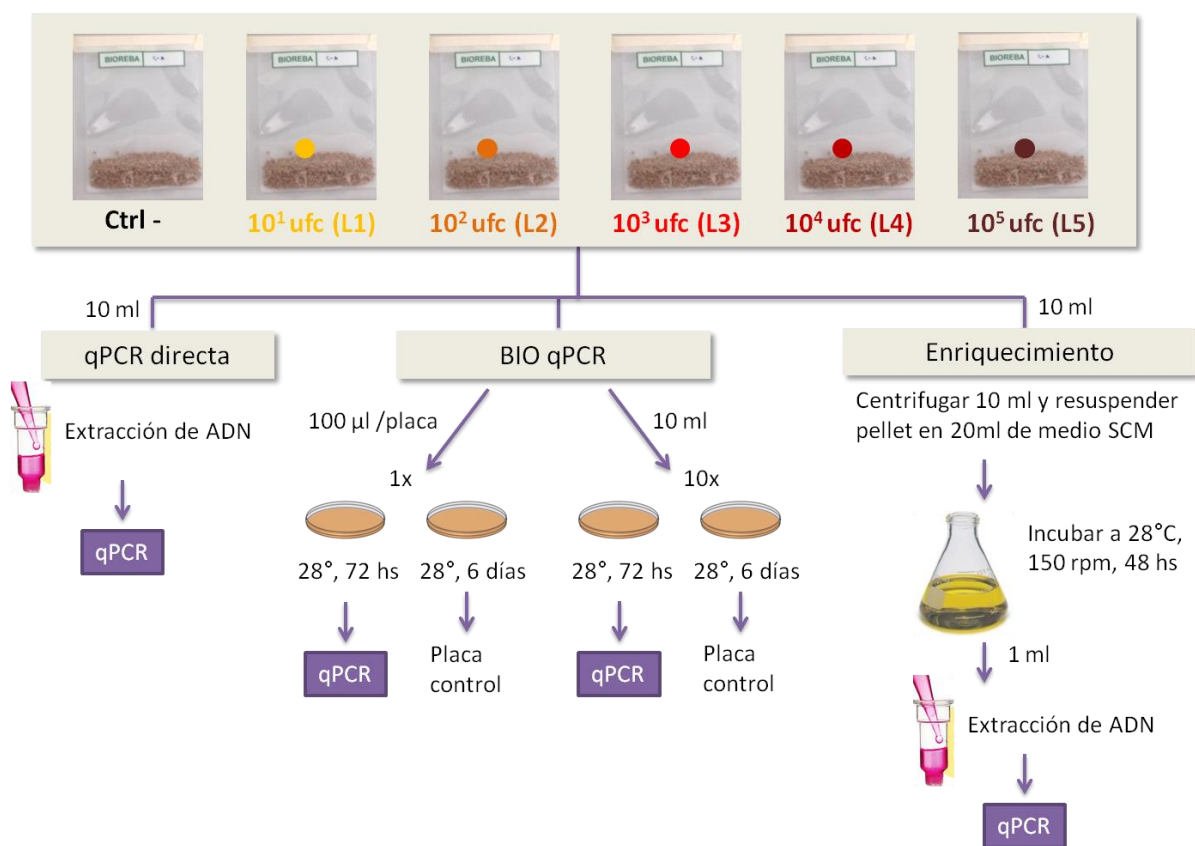 BIOREBA
BIOREBA
BIOREBA
BIOREBA
BIOREBA
BIOREBA
Ctrl -
10¹ ufc (L1)
10² ufc (L2)
10³ ufc (L3)
10⁴ ufc (L4)
10⁵ ufc (L5)
10 ml
10 ml
qPCR directa
BIO qPCR
Enriquecimiento
Extracción de ADN
qPCR
100 µl /placa
10 ml
1x
10x
28°, 72 hs
28°, 6 días
28°, 72 hs
28°, 6 días
qPCR
Placa
control
qPCR
Placa
control
Centrifugar 10 ml y resuspender
pellet en 20ml de medio SCM
Incubar a 28°C,
150 rpm, 48 hs
1 ml
Extracción de ADN
qPCR